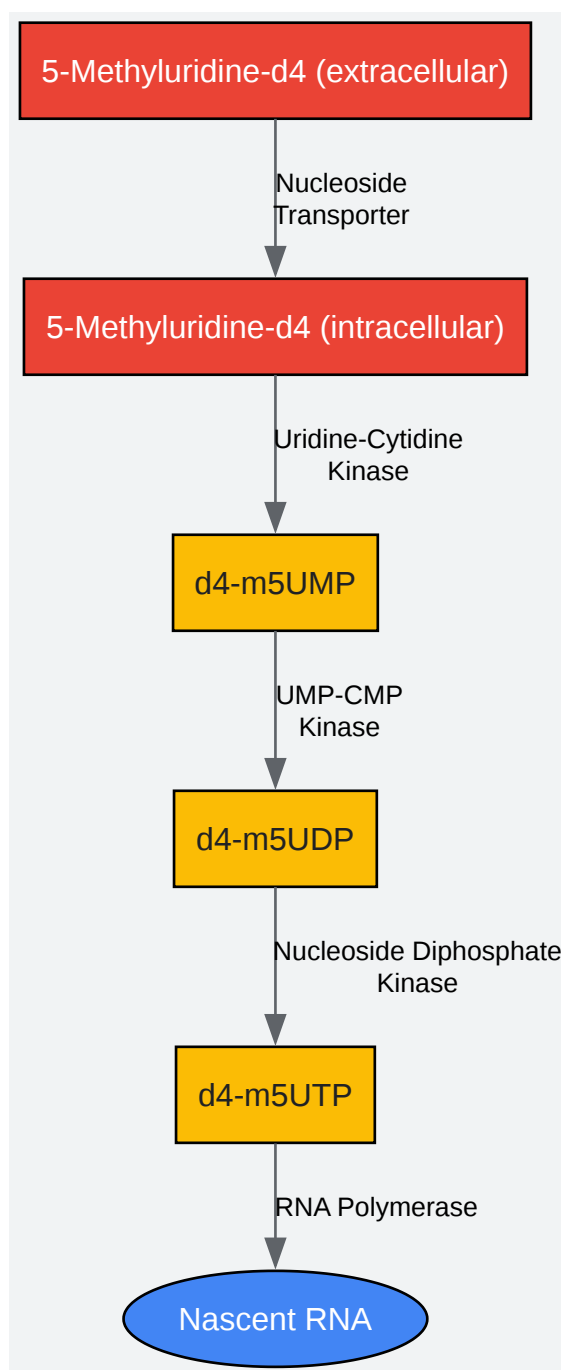 5-Methyluridine-d4 (extracellular)
Nucleoside
Transporter
5-Methyluridine-d4 (intracellular)
Uridine-Cytidine
Kinase
d4-m5UMP
UMP-CMP
Kinase
d4-m5UDP
Nucleoside Diphosphate
Kinase
d4-m5UTP
RNA Polymerase
Nascent RNA